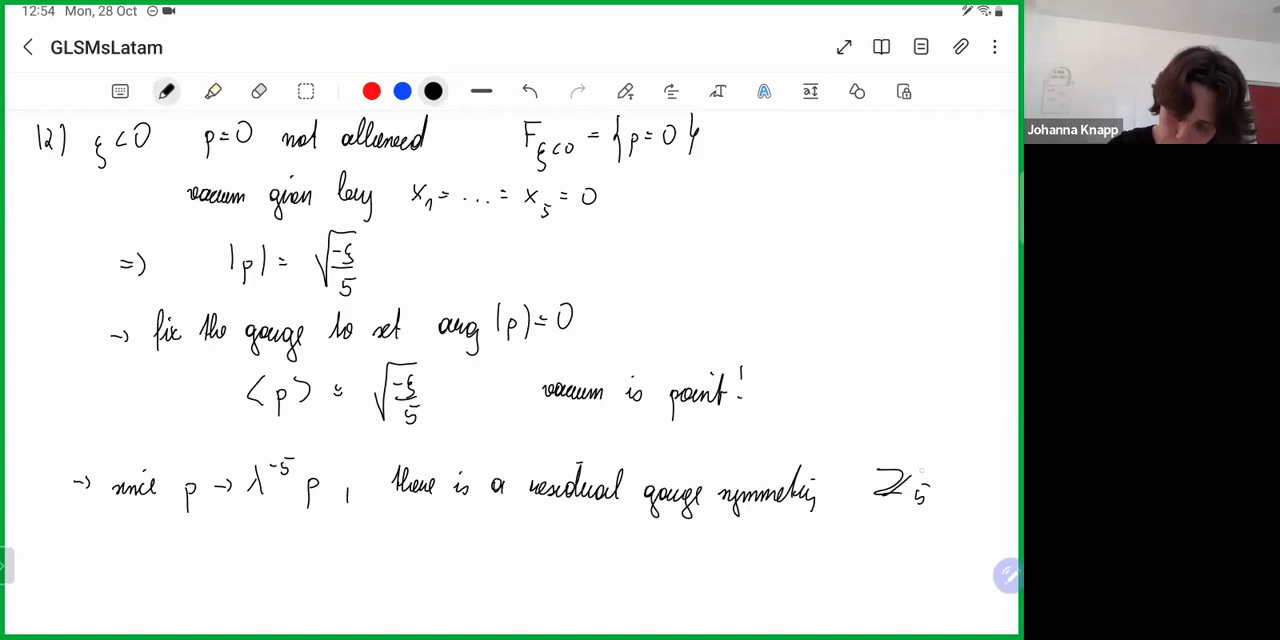 12:54 Mon, 28 Oct
GLSMsLatam
12) ξ<0 p=0 not allowed F_{ξ<0} = {p=0}
vacuum given by x_1 = ... = x_5 = 0
=> |p| = √(-ξ/5)
→ fix the gauge to set arg(p)=0
<p> = √(-ξ/5) vacuum is point!
→ since p → λ^{-5} p, there is a residual gauge symmetry ℤ_5
Johanna Knapp